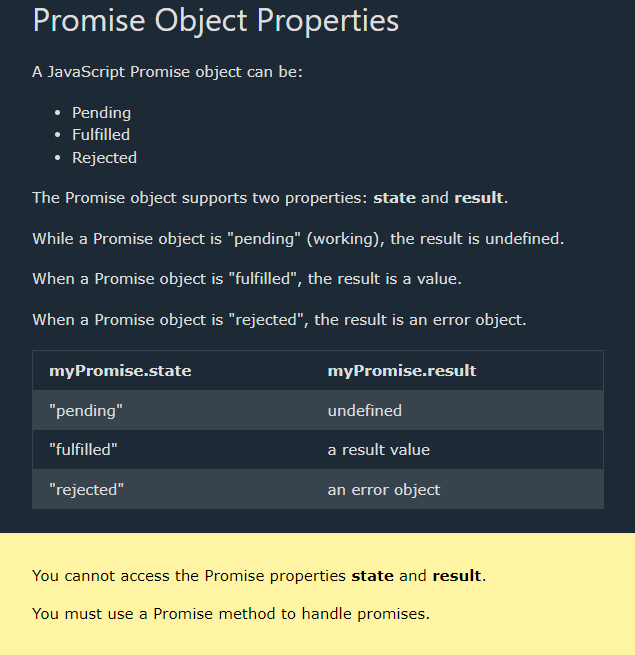 Promise Object Properties
A JavaScript Promise object can be:
• Pending
• Fulfilled
• Rejected
The Promise object supports two properties: state and result.
While a Promise object is "pending" (working), the result is undefined.
When a Promise object is "fulfilled", the result is a value.
When a Promise object is "rejected", the result is an error object.
myPromise.state myPromise.result
"pending" undefined
"fulfilled" a result value
"rejected" an error object
You cannot access the Promise properties state and result.
You must use a Promise method to handle promises.